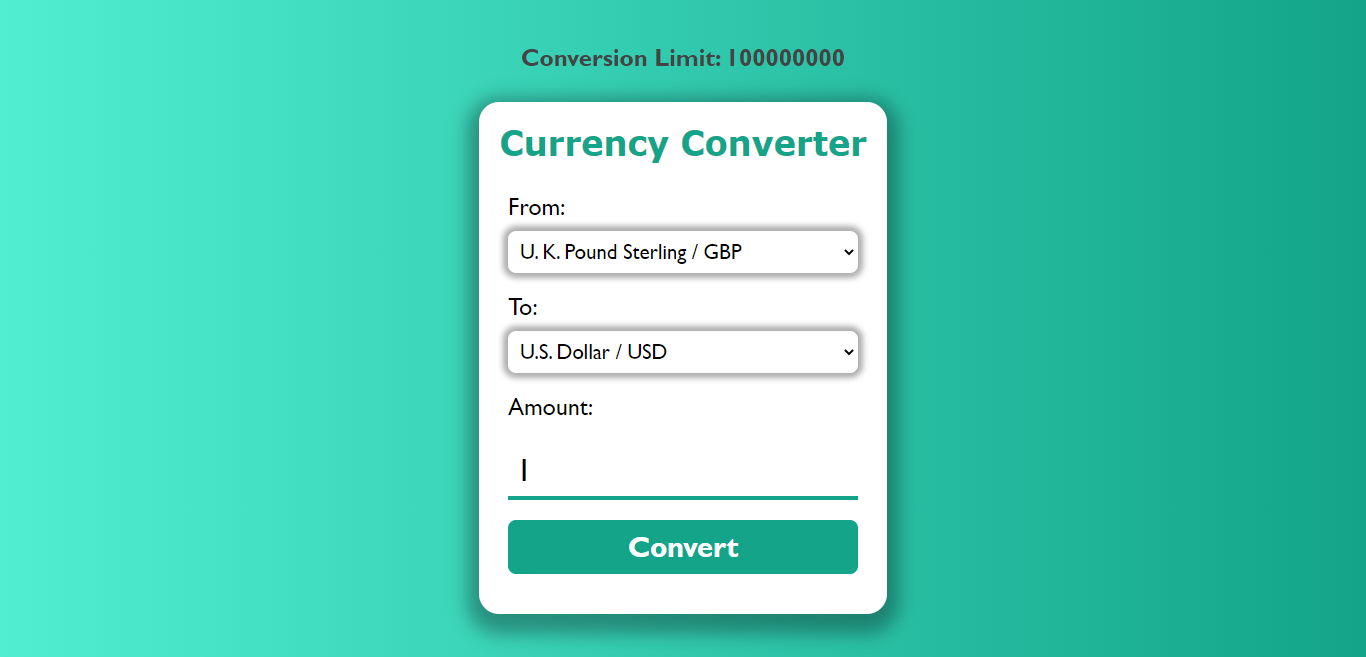 Conversion Limit: 100000000
Currency Converter
From:
U. K. Pound Sterling / GBP
To:
U.S. Dollar / USD
Amount:
1
Convert